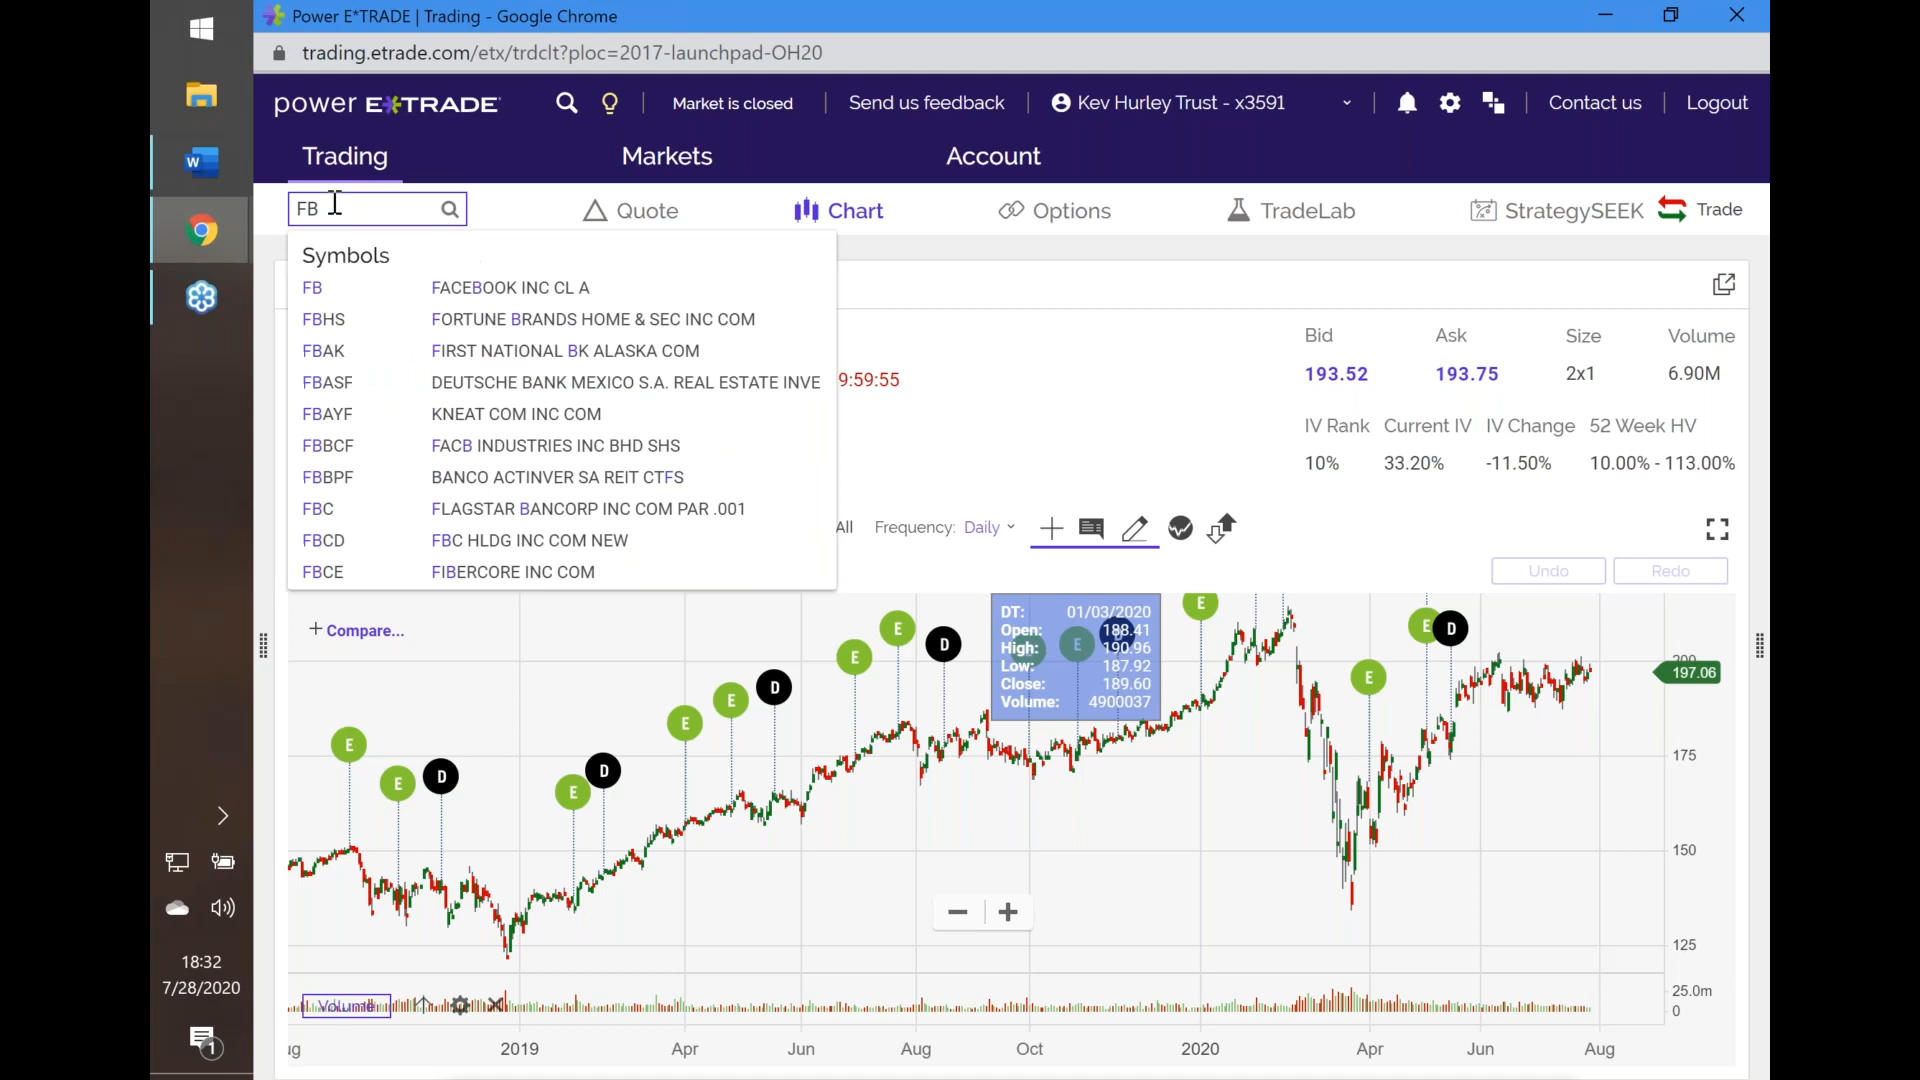 Power E*TRADE | Trading - Google Chrome
trading.etrade.com/etx/trdclt?ploc=2017-launchpad-OH20
power E*TRADE
Market is closed
Send us feedback
Kev Hurley Trust - x3591
Contact us
Logout
Trading
Markets
Account
FB
Quote
Chart
Options
TradeLab
StrategySEEK
Trade
Symbols
FB FACEBOOK INC CL A
FBHS FORTUNE BRANDS HOME & SEC INC COM
FBAK FIRST NATIONAL BK ALASKA COM
FBASF DEUTSCHE BANK MEXICO S.A. REAL ESTATE INVE
FBAYF KNEAT COM INC COM
FBBCF FACB INDUSTRIES INC BHD SHS
FBBPF BANCO ACTINVER SA REIT CTFS
FBC FLAGSTAR BANCORP INC COM PAR .001
FBCD FBC HLDG INC COM NEW
FBCE FIBERCORE INC COM
9:59:55
Bid Ask Size Volume
193.52 193.75 2x1 6.90M
IV Rank Current IV IV Change 52 Week HV
10% 33.20% -11.50% 10.00% - 113.00%
All Frequency: Daily
Undo Redo
+ Compare...
DT: 01/03/2020
Open: 188.41
High: 190.96
Low: 187.92
Close: 189.60
Volume: 4900037
E E D E D E E D E E D E E E E D
200
197.06
175
150
125
25.0m
0
Volume
ug 2019 Apr Jun Aug Oct 2020 Apr Jun Aug
W
18:32
7/28/2020
1